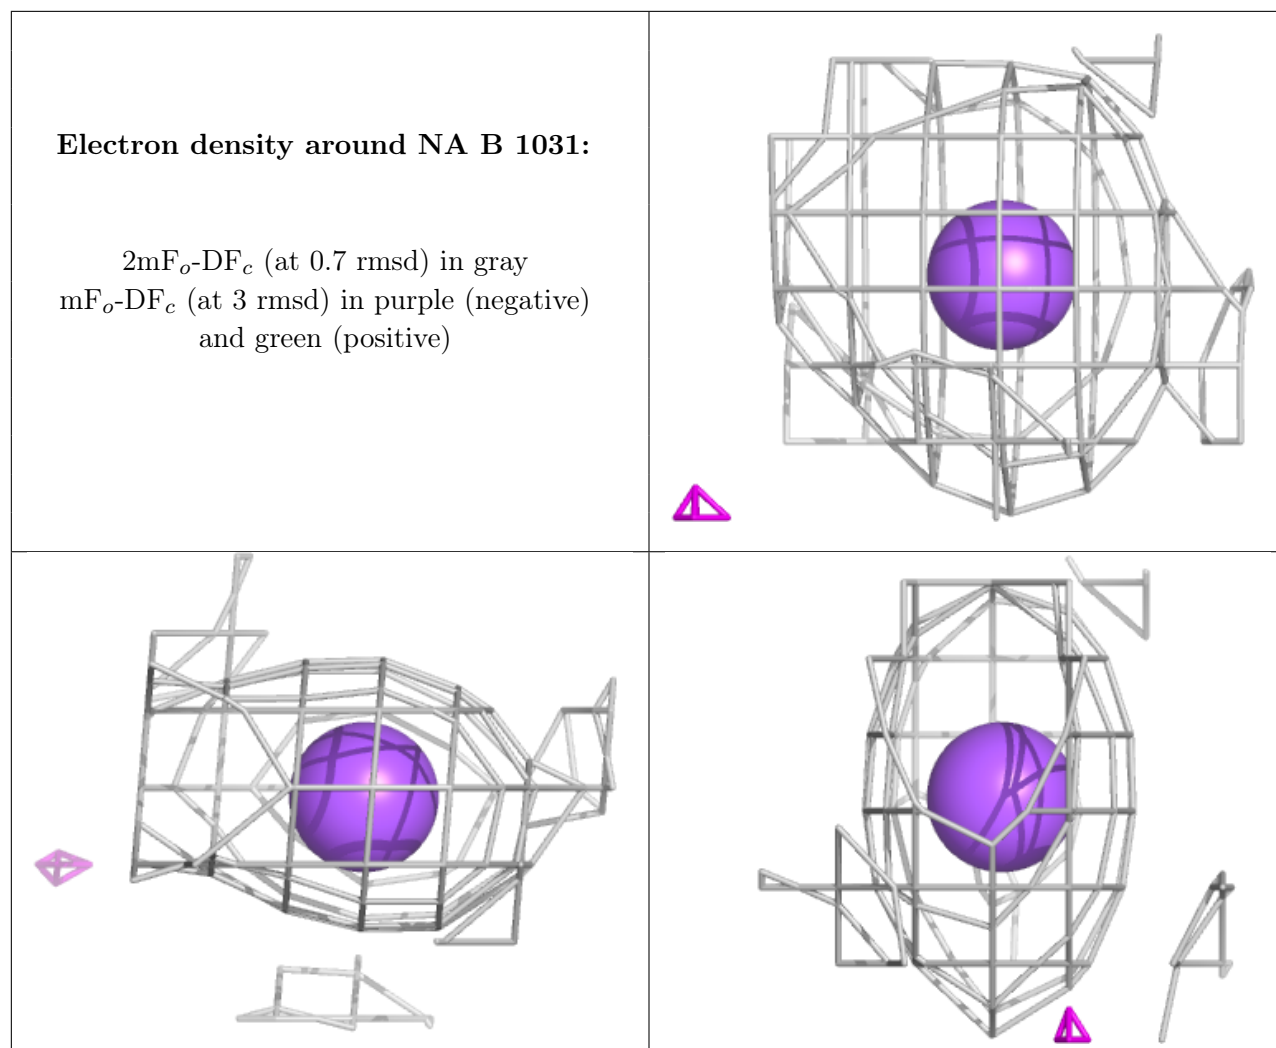 Electron density around NA B 1031:
2mFo-DFc (at 0.7 rmsd) in gray
mFo-DFc (at 3 rmsd) in purple (negative)
and green (positive)